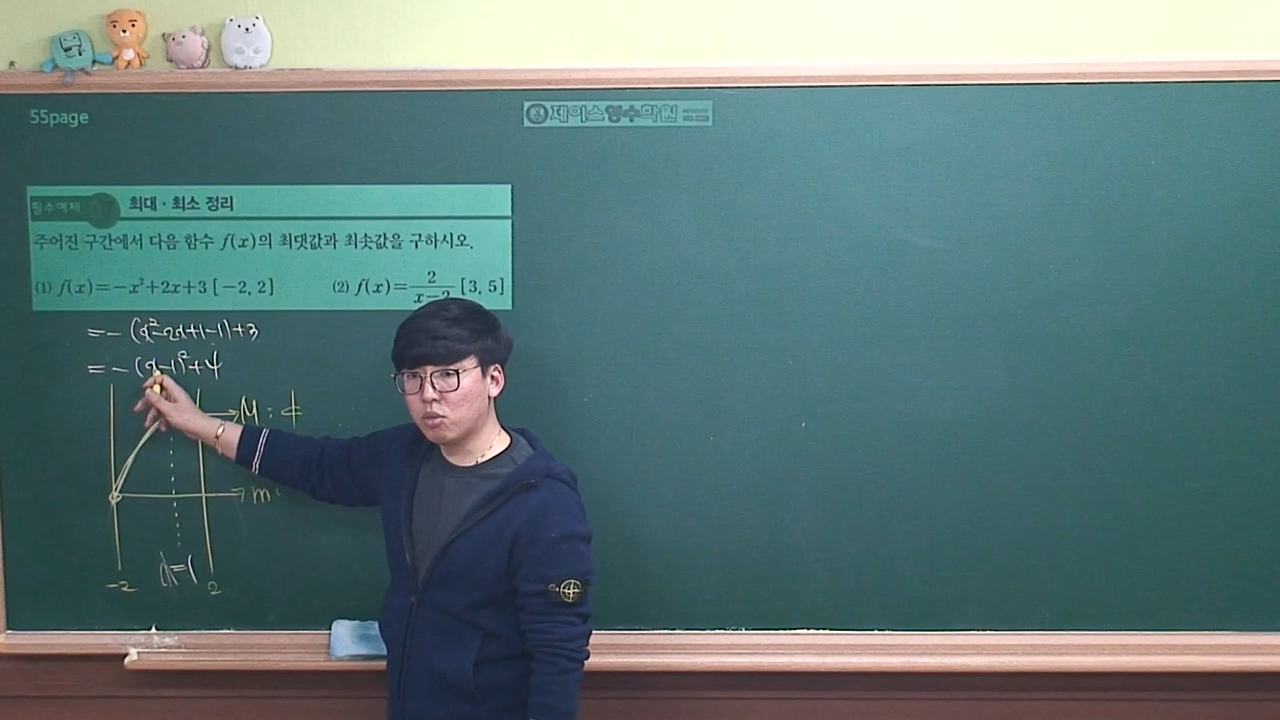 55page
제이스영수학원
필수예제
최대·최소 정리
주어진 구간에서 다음 함수 f(x)의 최댓값과 최솟값을 구하시오.
(1) f(x)=-x²+2x+3 [-2, 2] (2) f(x)=2/(x-2) [3, 5]
=-(x²-2x+1-1)+3
=-(x-1)²+4
M : 4
m:
-2 x=1 2